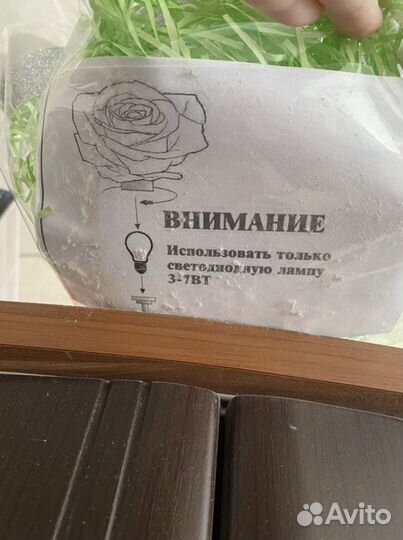 ВНИМАНИЕ
Использовать только
светодиодную лампу
3-7ВТ
Avito